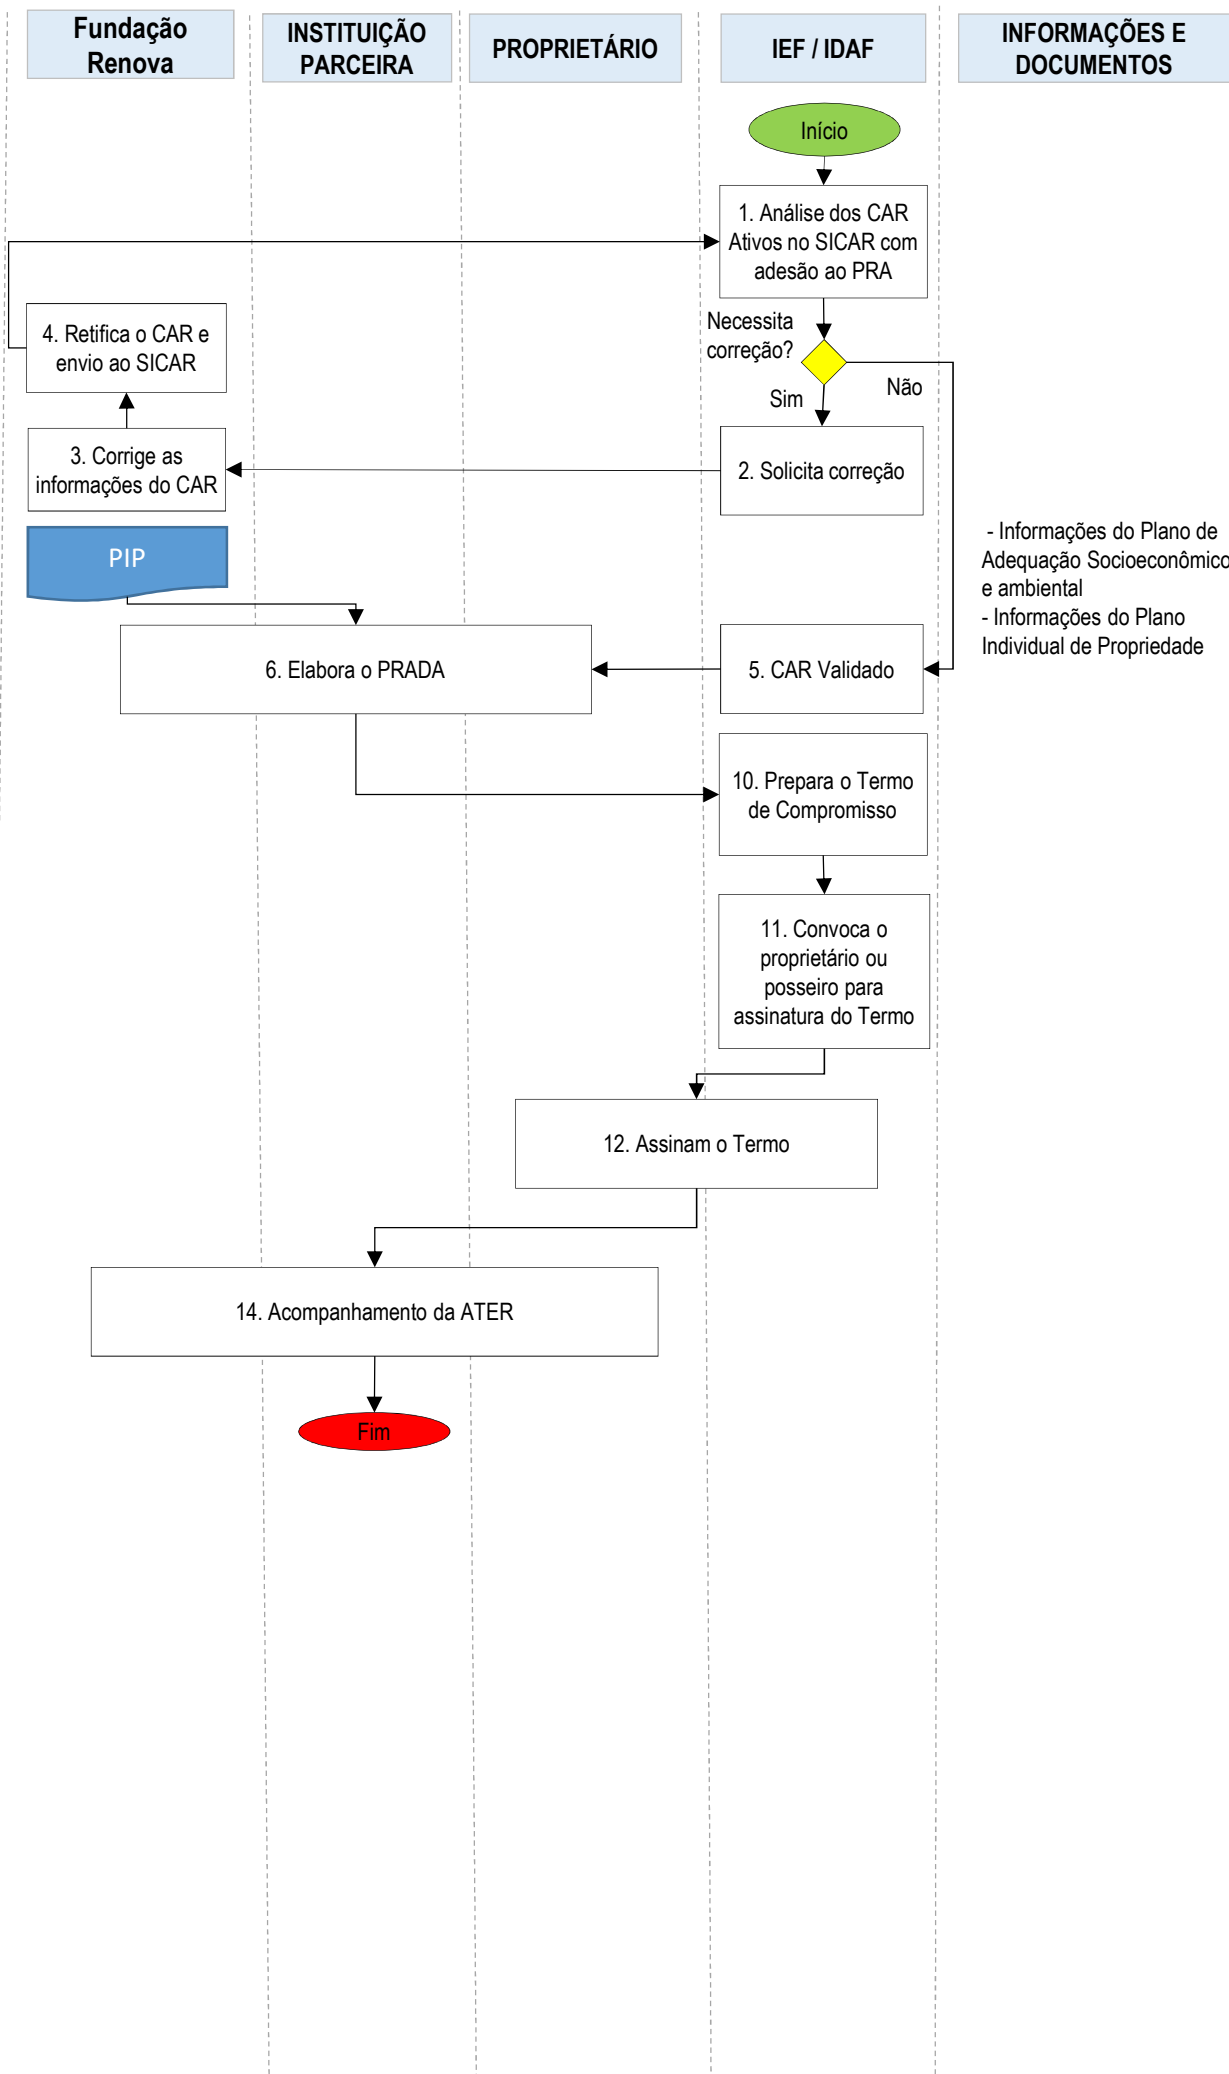 Fundação
Renova
INSTITUIÇÃO
PARCEIRA
PROPRIETÁRIO
IEF / IDAF
INFORMAÇÕES E
DOCUMENTOS
Início
1. Análise dos CAR
Ativos no SICAR com
adesão ao PRA
4. Retifica o CAR e
envio ao SICAR
Necessita
correção?
Sim
Não
3. Corrige as
informações do CAR
2. Solicita correção
PIP
- Informações do Plano de
Adequação Socioeconômico
e ambiental
- Informações do Plano
Individual de Propriedade
6. Elabora o PRADA
5. CAR Validado
10. Prepara o Termo
de Compromisso
11. Convoca o
proprietário ou
posseiro para
assinatura do Termo
12. Assinam o Termo
14. Acompanhamento da ATER
Fim